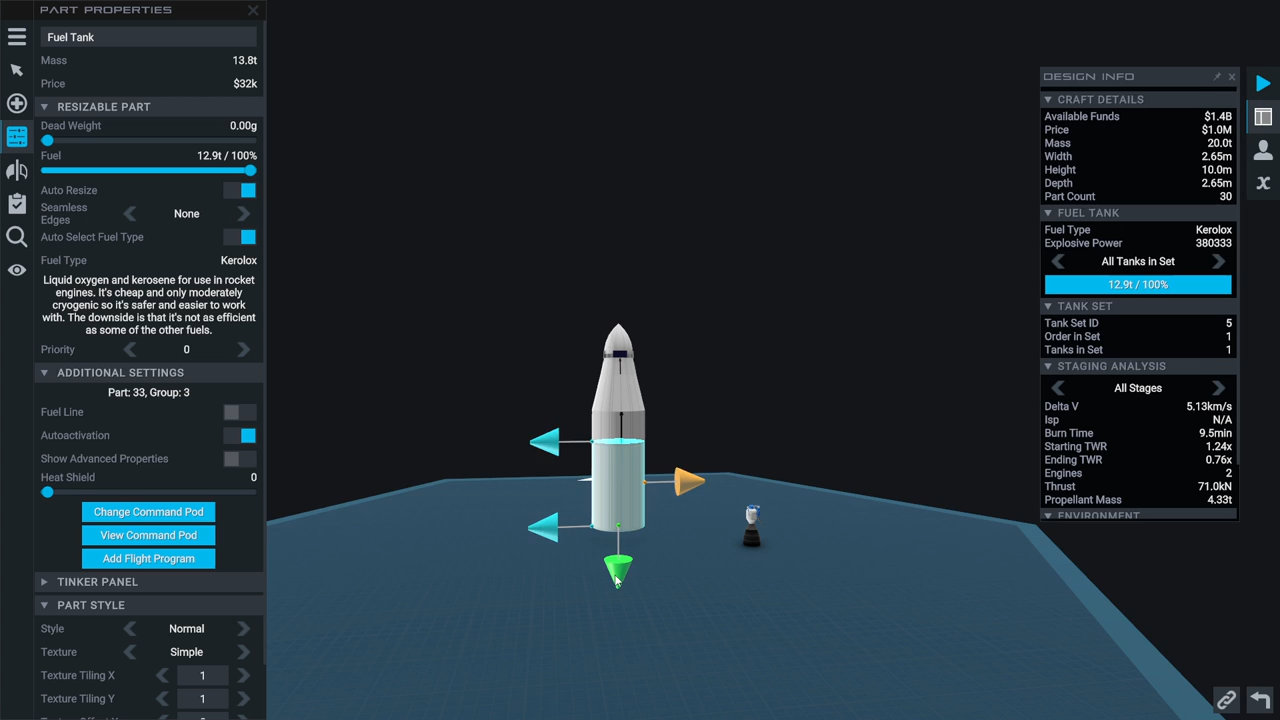 PART PROPERTIES
Fuel Tank
Mass 13.8t
Price $32k
RESIZABLE PART
Dead Weight 0.00g
Fuel 12.9t / 100%
Auto Resize
Seamless
Edges
None
Auto Select Fuel Type
Fuel Type Kerolox
Liquid oxygen and kerosene for use in rocket
engines. It's cheap and only moderately
cryogenic so it's safer and easier to work
with. The downside is that it's not as efficient
as some of the other fuels.
Priority 0
ADDITIONAL SETTINGS
Part: 33, Group: 3
Fuel Line
Autoactivation
Show Advanced Properties
Heat Shield 0
Change Command Pod
View Command Pod
Add Flight Program
TINKER PANEL
PART STYLE
Style Normal
Texture Simple
Texture Tiling X 1
Texture Tiling Y 1
DESIGN INFO
CRAFT DETAILS
Available Funds $1.4B
Price $1.0M
Mass 20.0t
Width 2.65m
Height 10.0m
Depth 2.65m
Part Count 30
FUEL TANK
Fuel Type Kerolox
Explosive Power 380333
All Tanks in Set
12.9t / 100%
TANK SET
Tank Set ID 5
Order in Set 1
Tanks in Set 1
STAGING ANALYSIS
All Stages
Delta V 5.13km/s
Isp N/A
Burn Time 9.5min
Starting TWR 1.24x
Ending TWR 0.76x
Engines 2
Thrust 71.0kN
Propellant Mass 4.33t
ENVIRONMENT
x